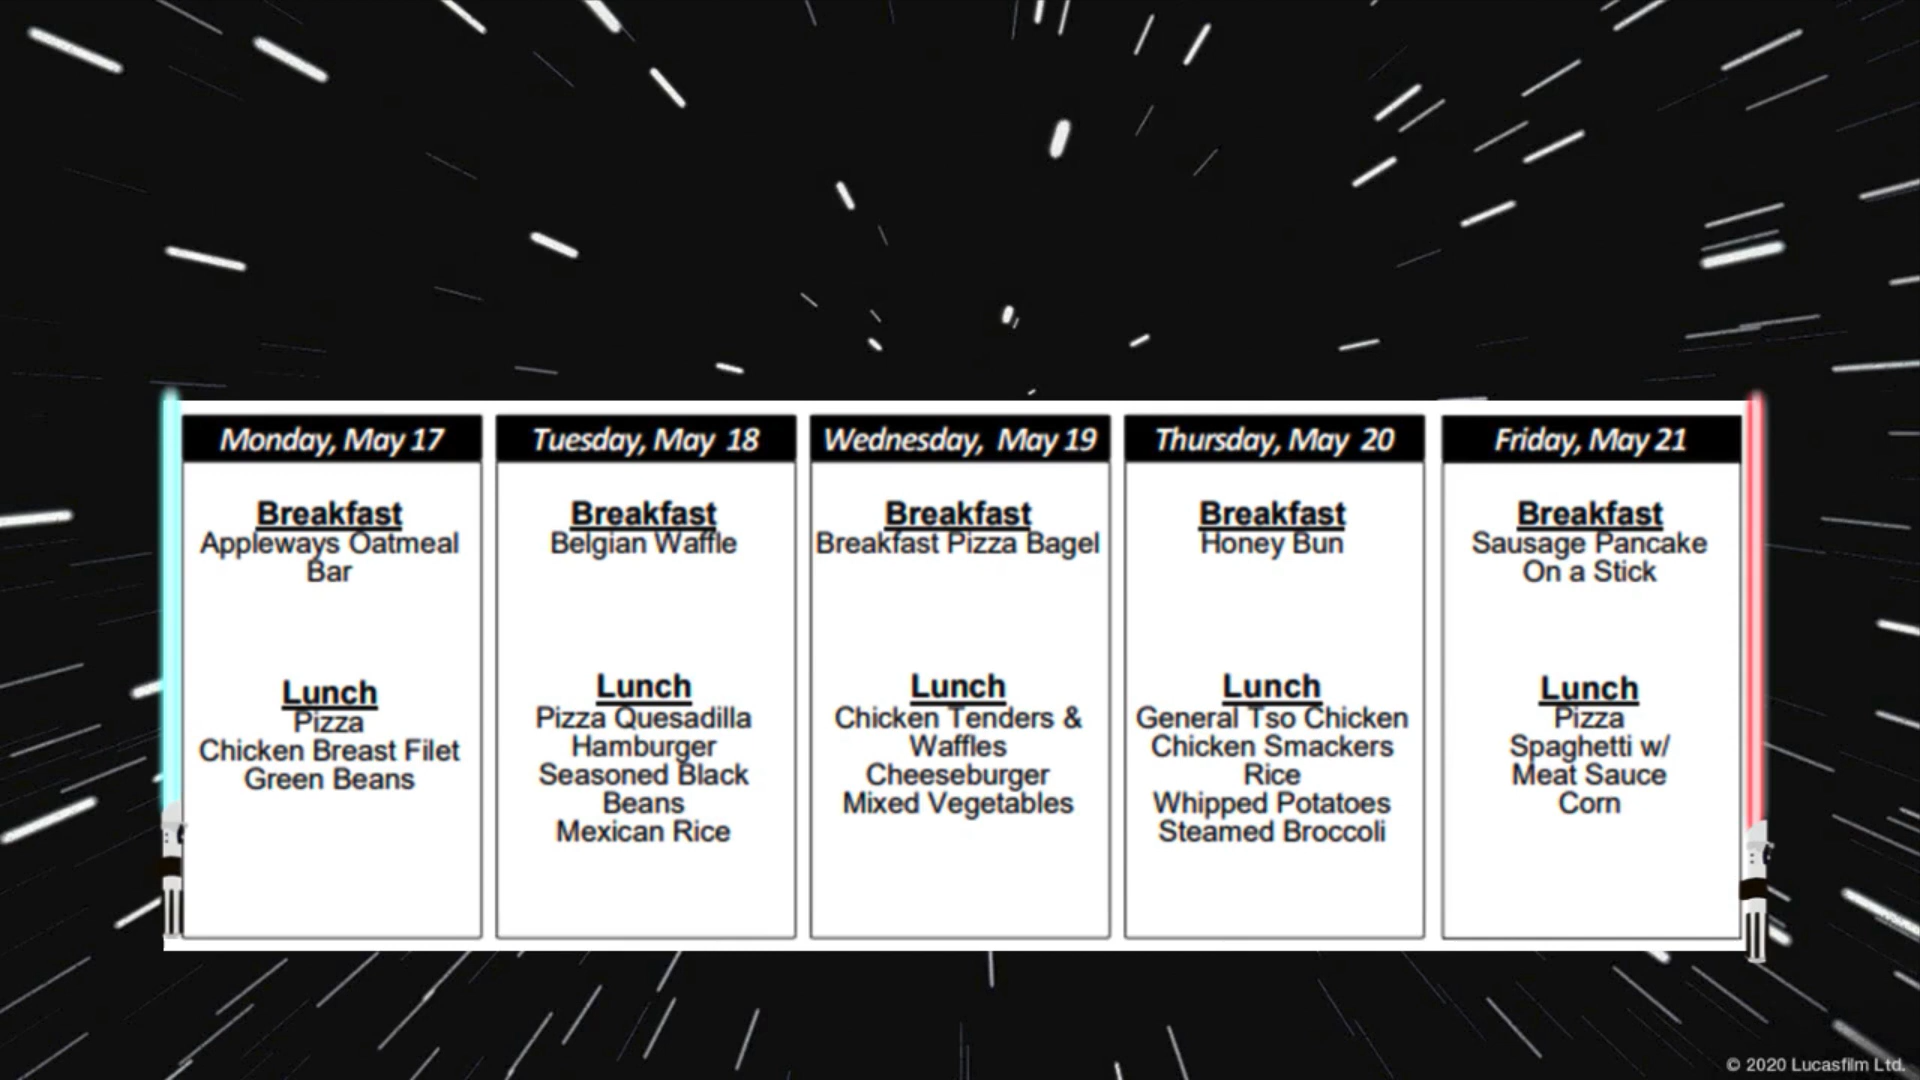 Monday, May 17
Breakfast
Appleways Oatmeal
Bar
Lunch
Pizza
Chicken Breast Filet
Green Beans
Tuesday, May 18
Breakfast
Belgian Waffle
Lunch
Pizza Quesadilla
Hamburger
Seasoned Black
Beans
Mexican Rice
Wednesday, May 19
Breakfast
Breakfast Pizza Bagel
Lunch
Chicken Tenders &
Waffles
Cheeseburger
Mixed Vegetables
Thursday, May 20
Breakfast
Honey Bun
Lunch
General Tso Chicken
Chicken Smackers
Rice
Whipped Potatoes
Steamed Broccoli
Friday, May 21
Breakfast
Sausage Pancake
On a Stick
Lunch
Pizza
Spaghetti w/
Meat Sauce
Corn
© 2020 Lucasfilm Ltd.